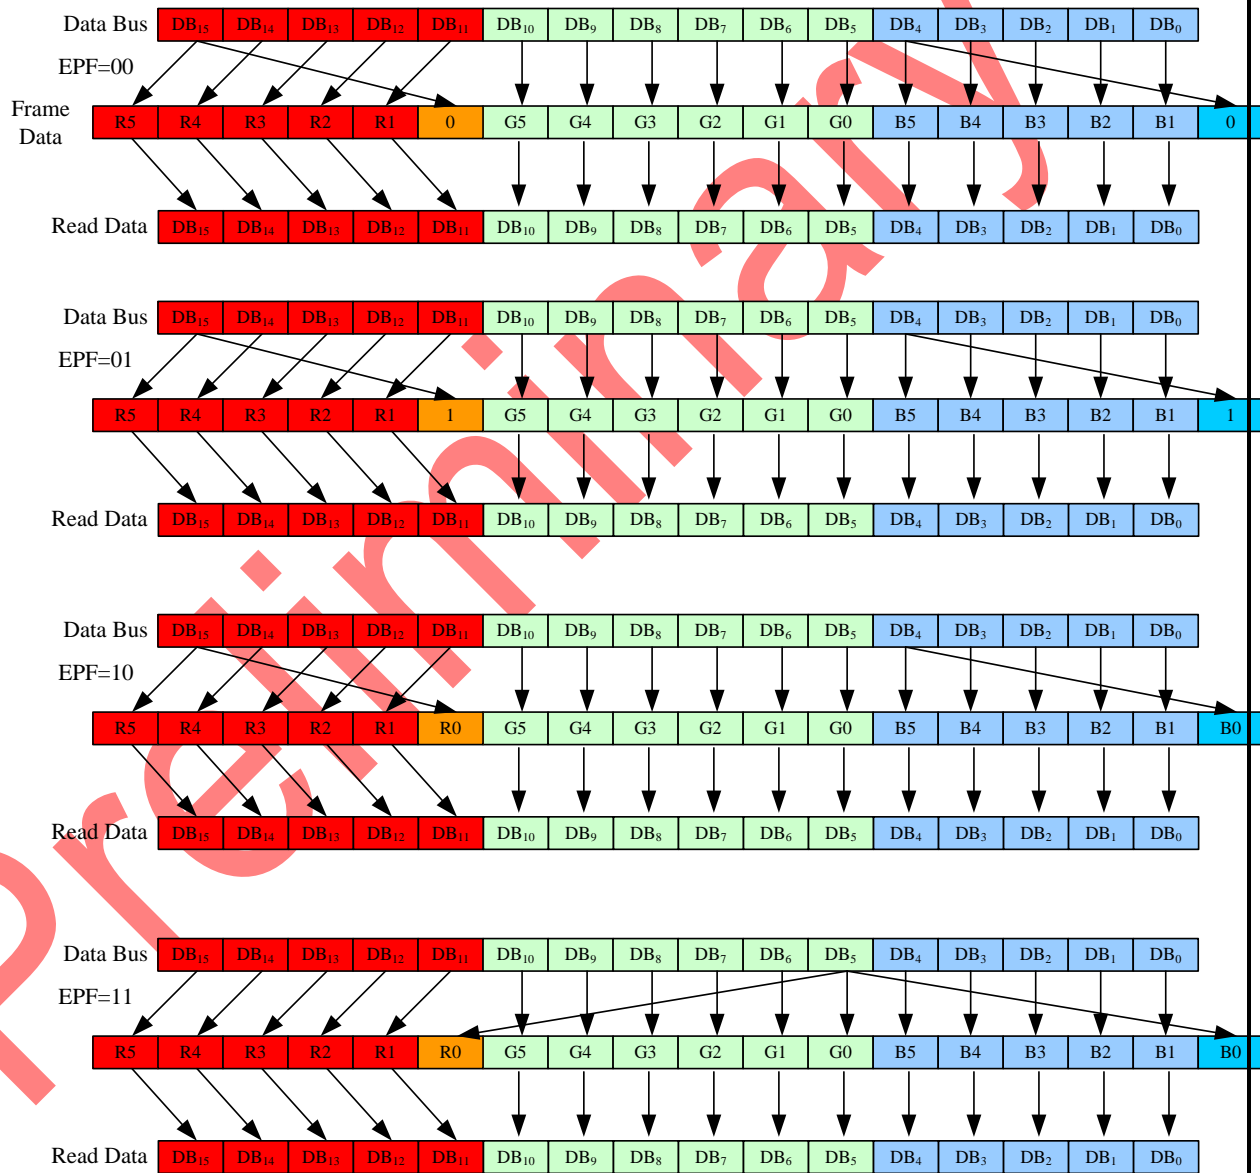 Data Bus DB₁₅ DB₁₄ DB₁₃ DB₁₂ DB₁₁ DB₁₀ DB₉ DB₈ DB₇ DB₆ DB₅ DB₄ DB₃ DB₂ DB₁ DB₀
EPF=00
Frame Data R5 R4 R3 R2 R1 0 G5 G4 G3 G2 G1 G0 B5 B4 B3 B2 B1 0
Read Data DB₁₅ DB₁₄ DB₁₃ DB₁₂ DB₁₁ DB₁₀ DB₉ DB₈ DB₇ DB₆ DB₅ DB₄ DB₃ DB₂ DB₁ DB₀
Data Bus DB₁₅ DB₁₄ DB₁₃ DB₁₂ DB₁₁ DB₁₀ DB₉ DB₈ DB₇ DB₆ DB₅ DB₄ DB₃ DB₂ DB₁ DB₀
EPF=01
R5 R4 R3 R2 R1 1 G5 G4 G3 G2 G1 G0 B5 B4 B3 B2 B1 1
Read Data DB₁₅ DB₁₄ DB₁₃ DB₁₂ DB₁₁ DB₁₀ DB₉ DB₈ DB₇ DB₆ DB₅ DB₄ DB₃ DB₂ DB₁ DB₀
Data Bus DB₁₅ DB₁₄ DB₁₃ DB₁₂ DB₁₁ DB₁₀ DB₉ DB₈ DB₇ DB₆ DB₅ DB₄ DB₃ DB₂ DB₁ DB₀
EPF=10
R5 R4 R3 R2 R1 R0 G5 G4 G3 G2 G1 G0 B5 B4 B3 B2 B1 B0
Read Data DB₁₅ DB₁₄ DB₁₃ DB₁₂ DB₁₁ DB₁₀ DB₉ DB₈ DB₇ DB₆ DB₅ DB₄ DB₃ DB₂ DB₁ DB₀
Data Bus DB₁₅ DB₁₄ DB₁₃ DB₁₂ DB₁₁ DB₁₀ DB₉ DB₈ DB₇ DB₆ DB₅ DB₄ DB₃ DB₂ DB₁ DB₀
EPF=11
R5 R4 R3 R2 R1 R0 G5 G4 G3 G2 G1 G0 B5 B4 B3 B2 B1 B0
Read Data DB₁₅ DB₁₄ DB₁₃ DB₁₂ DB₁₁ DB₁₀ DB₉ DB₈ DB₇ DB₆ DB₅ DB₄ DB₃ DB₂ DB₁ DB₀
Preliminary